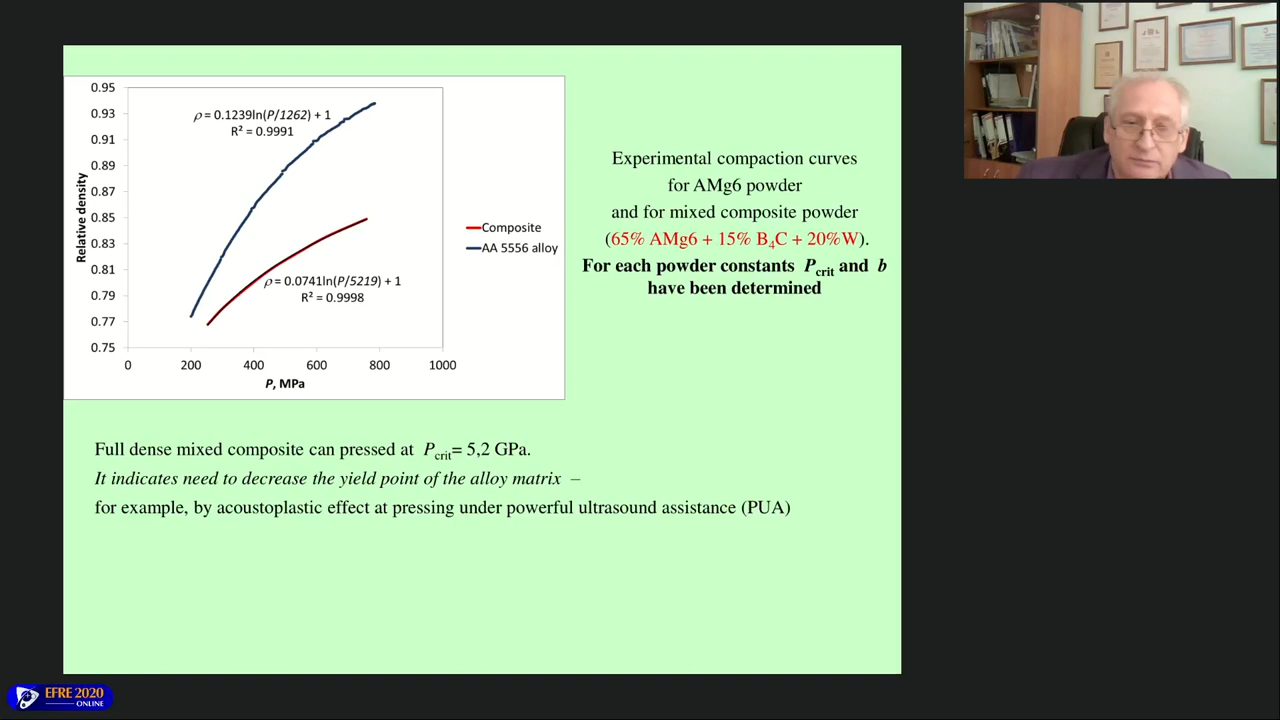 0.95
0.93
0.91
0.89
0.87
0.85
0.83
0.81
0.79
0.77
0.75
Relative density
ρ = 0.1239ln(P/1262) + 1
R² = 0.9991
ρ = 0.0741ln(P/5219) + 1
R² = 0.9998
Composite
AA 5556 alloy
0 200 400 600 800 1000
P, MPa
Experimental compaction curves
for AMg6 powder
and for mixed composite powder
(65% AMg6 + 15% B₄C + 20%W).
For each powder constants P_crit and b
have been determined
Full dense mixed composite can pressed at P_crit= 5,2 GPa.
It indicates need to decrease the yield point of the alloy matrix –
for example, by acoustoplastic effect at pressing under powerful ultrasound assistance (PUA)
EFRE 2020
ONLINE